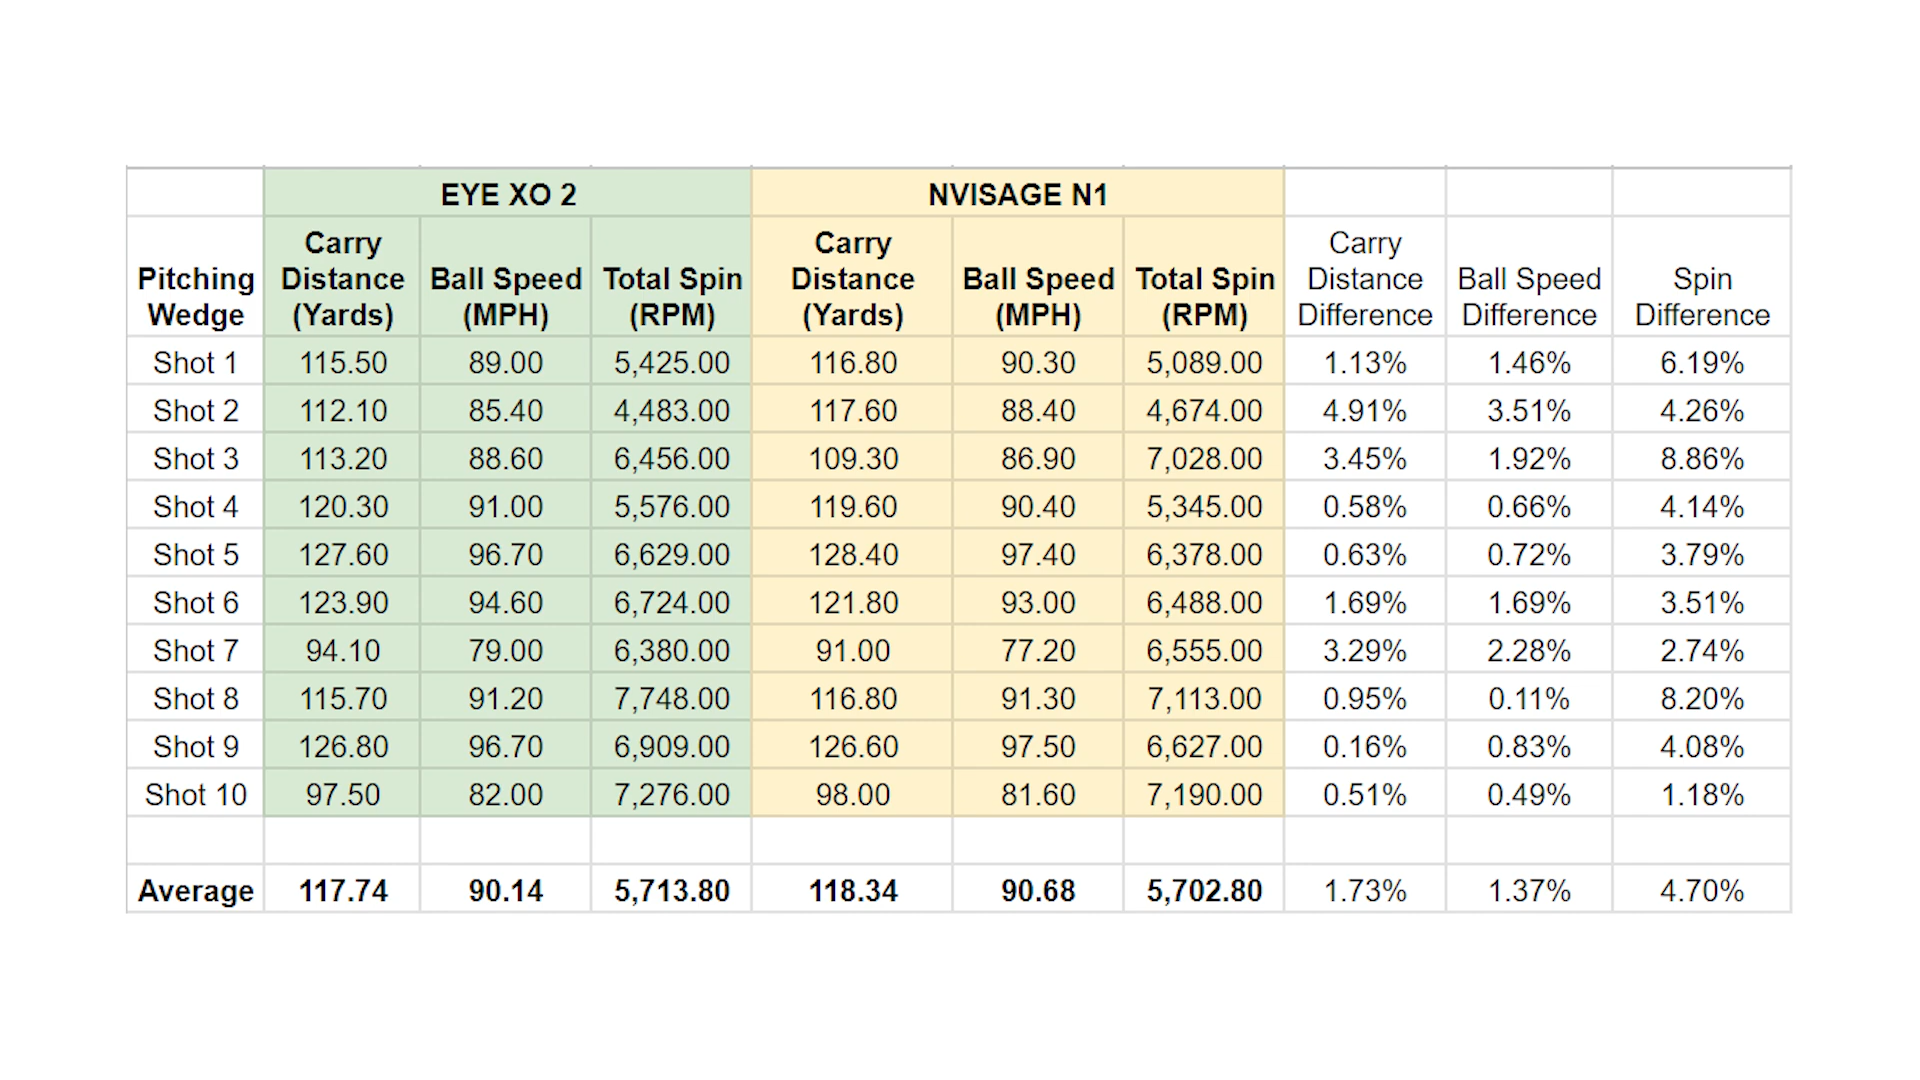 EYE XO 2 NVISAGE N1
Pitching Wedge Carry Distance (Yards) Ball Speed (MPH) Total Spin (RPM) Carry Distance (Yards) Ball Speed (MPH) Total Spin (RPM) Carry Distance Difference Ball Speed Difference Spin Difference
Shot 1 115.50 89.00 5,425.00 116.80 90.30 5,089.00 1.13% 1.46% 6.19%
Shot 2 112.10 85.40 4,483.00 117.60 88.40 4,674.00 4.91% 3.51% 4.26%
Shot 3 113.20 88.60 6,456.00 109.30 86.90 7,028.00 3.45% 1.92% 8.86%
Shot 4 120.30 91.00 5,576.00 119.60 90.40 5,345.00 0.58% 0.66% 4.14%
Shot 5 127.60 96.70 6,629.00 128.40 97.40 6,378.00 0.63% 0.72% 3.79%
Shot 6 123.90 94.60 6,724.00 121.80 93.00 6,488.00 1.69% 1.69% 3.51%
Shot 7 94.10 79.00 6,380.00 91.00 77.20 6,555.00 3.29% 2.28% 2.74%
Shot 8 115.70 91.20 7,748.00 116.80 91.30 7,113.00 0.95% 0.11% 8.20%
Shot 9 126.80 96.70 6,909.00 126.60 97.50 6,627.00 0.16% 0.83% 4.08%
Shot 10 97.50 82.00 7,276.00 98.00 81.60 7,190.00 0.51% 0.49% 1.18%
Average 117.74 90.14 5,713.80 118.34 90.68 5,702.80 1.73% 1.37% 4.70%